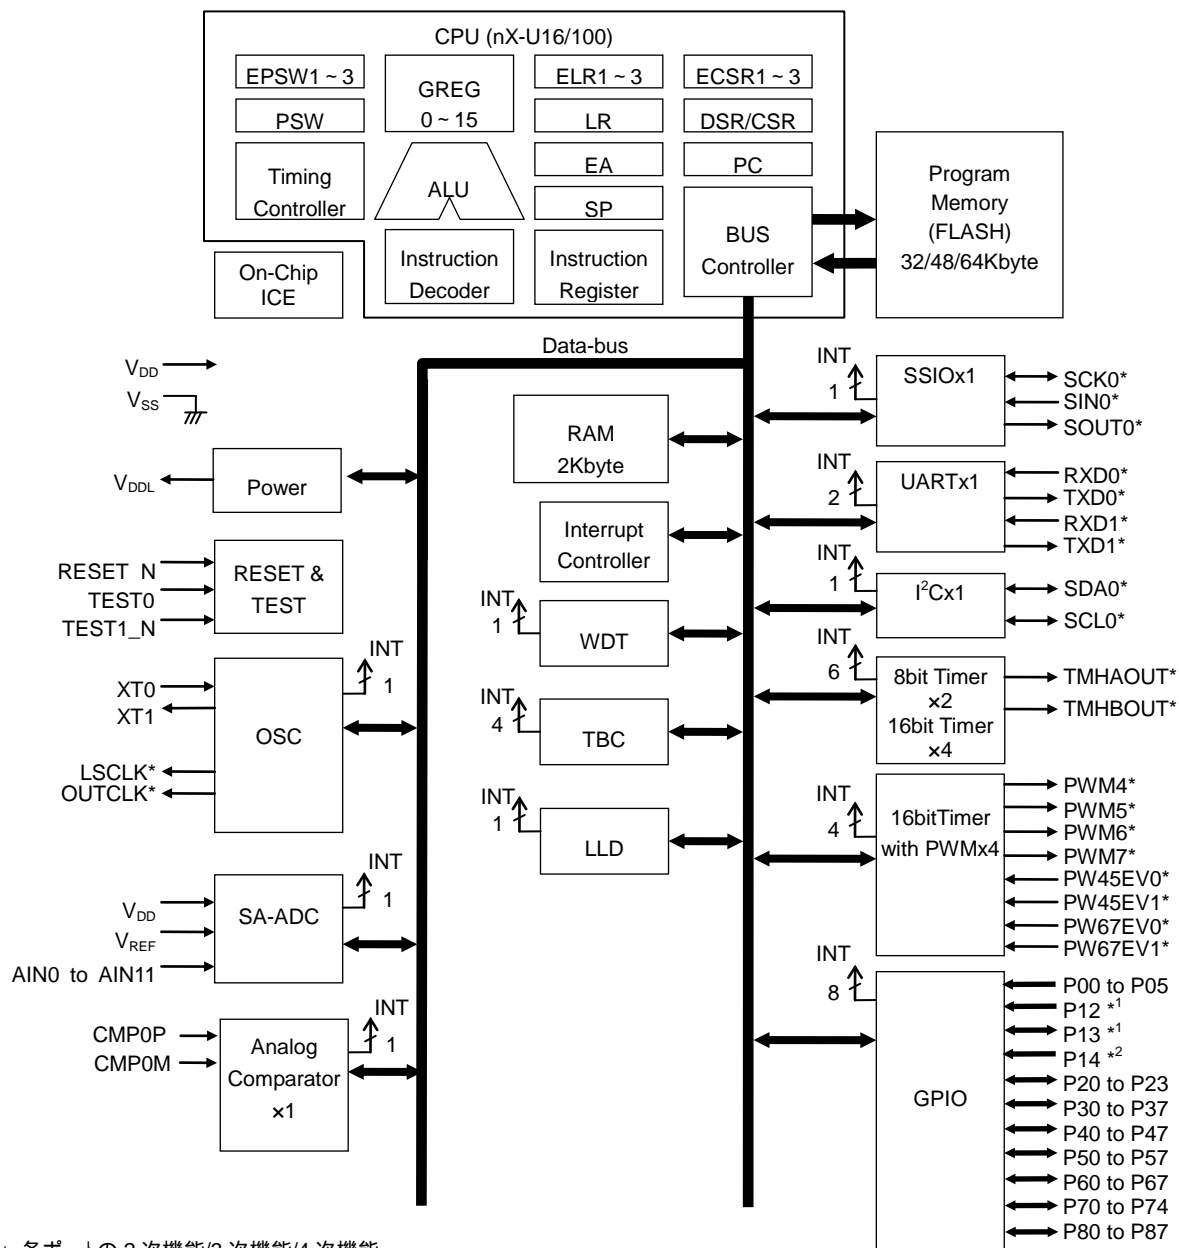 CPU (nX-U16/100)
EPSW1 ~ 3
GREG
0 ~ 15
ELR1 ~ 3
ECSR1 ~ 3
PSW
LR
DSR/CSR
Timing
Controller
ALU
EA
PC
SP
BUS
Controller
Program
Memory
(FLASH)
32/48/64Kbyte
On-Chip
ICE
Instruction
Decoder
Instruction
Register
Data-bus
VDD
VSS
VDDL
Power
RESET N
TEST0
TEST1_N
RESET &
TEST
XT0
XT1
LSCLK*
OUTCLK*
OSC
INT
1
VDD
VREF
AIN0 to AIN11
SA-ADC
INT
1
CMP0P
CMP0M
Analog
Comparator
×1
INT
1
RAM
2Kbyte
Interrupt
Controller
INT
1
WDT
INT
4
TBC
INT
1
LLD
INT
1
SSIOx1
SCK0*
SIN0*
SOUT0*
INT
2
UARTx1
RXD0*
TXD0*
RXD1*
TXD1*
INT
1
I²Cx1
SDA0*
SCL0*
INT
6
8bit Timer
×2
16bit Timer
×4
TMHAOUT*
TMHBOUT*
INT
4
16bitTimer
with PWMx4
PWM4*
PWM5*
PWM6*
PWM7*
PW45EV0*
PW45EV1*
PW67EV0*
PW67EV1*
INT
8
GPIO
P00 to P05
P12 *1
P13 *1
P14 *2
P20 to P23
P30 to P37
P40 to P47
P50 to P57
P60 to P67
P70 to P74
P80 to P87